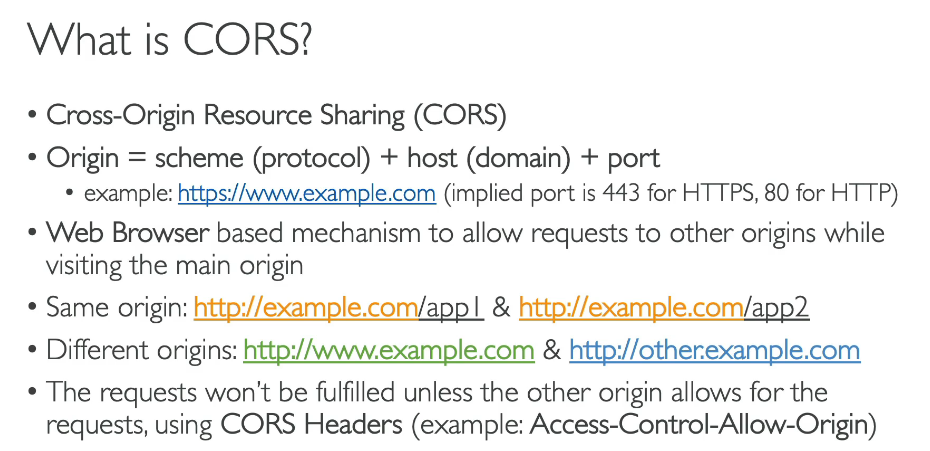 What is CORS?
• Cross-Origin Resource Sharing (CORS)
• Origin = scheme (protocol) + host (domain) + port
• example: https://www.example.com (implied port is 443 for HTTPS, 80 for HTTP)
• Web Browser based mechanism to allow requests to other origins while
visiting the main origin
• Same origin: http://example.com/app1 & http://example.com/app2
• Different origins: http://www.example.com & http://other.example.com
• The requests won't be fulfilled unless the other origin allows for the
requests, using CORS Headers (example: Access-Control-Allow-Origin)